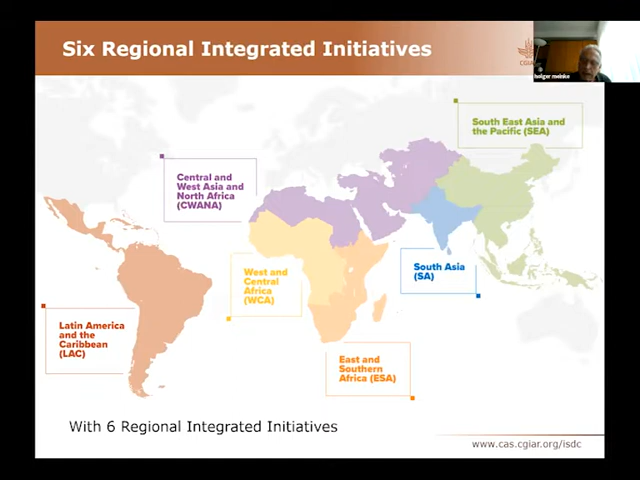 Six Regional Integrated Initiatives
CGIAR
holger meinke
South East Asia and
the Pacific (SEA)
Central and
West Asia and
North Africa
(CWANA)
South Asia
(SA)
West and
Central
Africa
(WCA)
Latin America
and the
Caribbean
(LAC)
East and
Southern
Africa (ESA)
With 6 Regional Integrated Initiatives
www.cas.cgiar.org/isdc